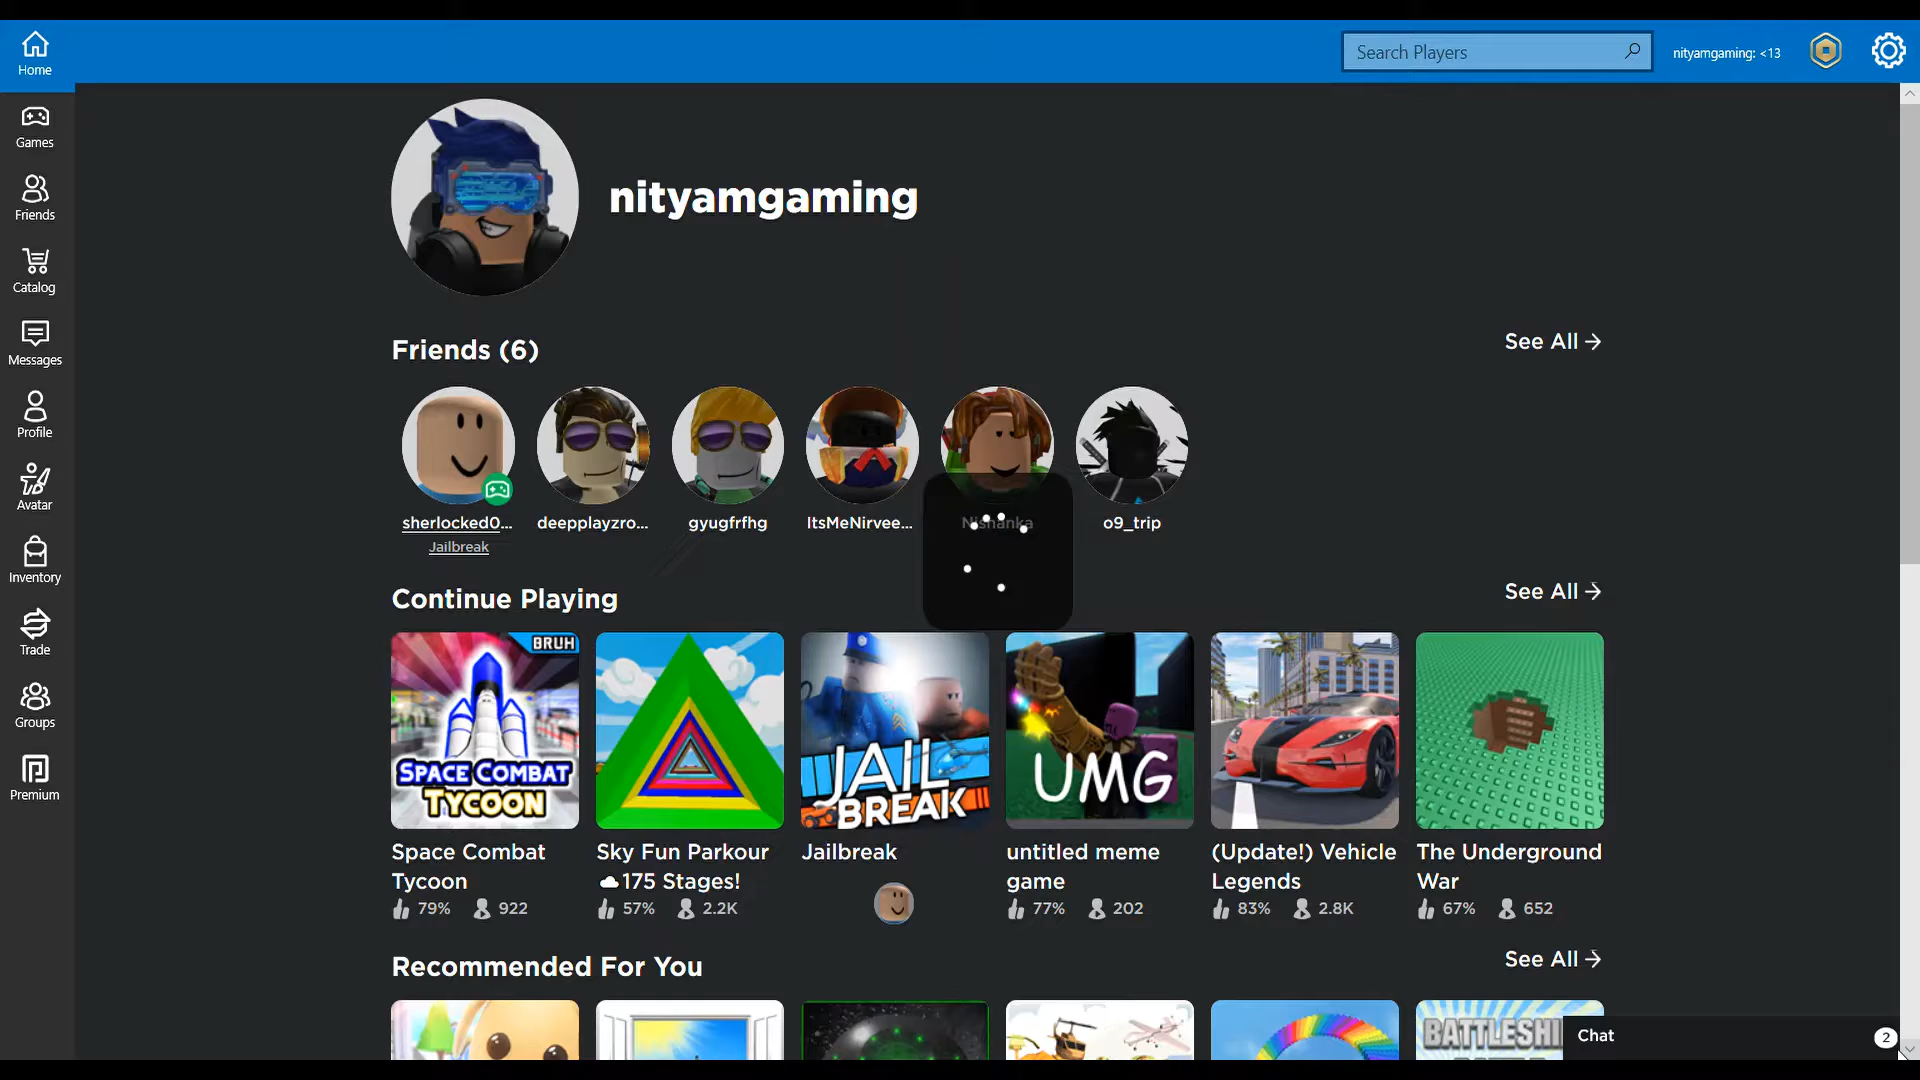 Home
Search Players
nityamgaming: <13
Games
Friends
Catalog
Messages
Profile
Avatar
Inventory
Trade
Groups
Premium
nityamgaming
Friends (6)
See All
sherlocked0...
Jailbreak
deepplayzro...
gyugfrfhg
ItsMeNirvee...
Nishanka
o9_trip
Continue Playing
See All
BRUH
SPACE COMBAT
TYCOON
JAIL
BREAK
UMG
Space Combat
Tycoon
79% 922
Sky Fun Parkour
175 Stages!
57% 2.2K
Jailbreak
untitled meme
game
77% 202
(Update!) Vehicle
Legends
83% 2.8K
The Underground
War
67% 652
Recommended For You
See All
Chat
2